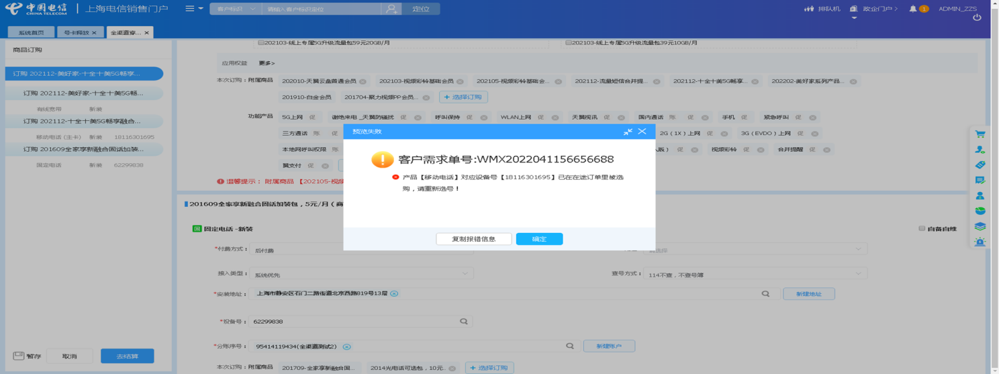 中国电信 CHINA TELECOM | 上海电信销售门户 客户标识 请输入客户标识定位 定位 排队机 政企门户> 1 ADMIN_ZZS
系统首页 号卡释放 × 全渠道穿... ×
商品订购
订购 202112-美好家-十全十美5G畅享...
订购 202112-美好家-十全十美5G畅...
有线宽带 新装
订购 202112-十全十美5G畅享融合...
移动电话(主卡) 新装 18116301695
订购 201609全家享新融合固话加装...
固定电话 新装 62299838
暂存 取消 去结算
202103-线上专属5G升级流量包59元20GB/月 202103-线上专属5G升级流量包39元10GB/月
应用权益 更多>
本次订购：附属商品 202010-天翼云盘普通会员 202103-视频彩铃基础会员 202105-视频彩铃基础会... 202112-流量短信合并提... 202112-十全十美5G畅享... 202202-美好家系列产品...
201910-白金会员 201704-聚力视频PP会员... + 选择订购
功能产品 5G上网 促 谢绝来电_天翼防骚扰 促 呼叫保持 促 WLAN上网 促 天翼视讯 促 国内通话 账 促 手机 促 紧急呼叫 促
三方通话 账 促 2G（1X）上网 促 3G（EVDO）上网 促
本地网呼叫权限 账 人版） 促 视频彩铃 促 合并提醒 促
翼支付 促
温馨提示： 附属商品 【202105-视频
预览失败
客户需求单号:WMX2022041156656688
产品【移动电话】对应设备号【18116301695】已在在途订单里被选
购，请重新选号！
复制报错信息 确定
201609全家享新融合固话加装包，5元/月（商
固 固定电话 -新装 自备自维
*付费方式： 后付费 请选择
接入类型： 系统优先 查号方式： 114不查，不登号簿
*安装地址： 上海市静安区石门二路街道北京西路819号13层 新建地址
*设备号： 62299838
*分账序号： 95414119434(全渠道测试2) 新建账户
本次订购：附属商品 201709-全家享新融合固... 2014光电话可选包，10元.. + 选择订购